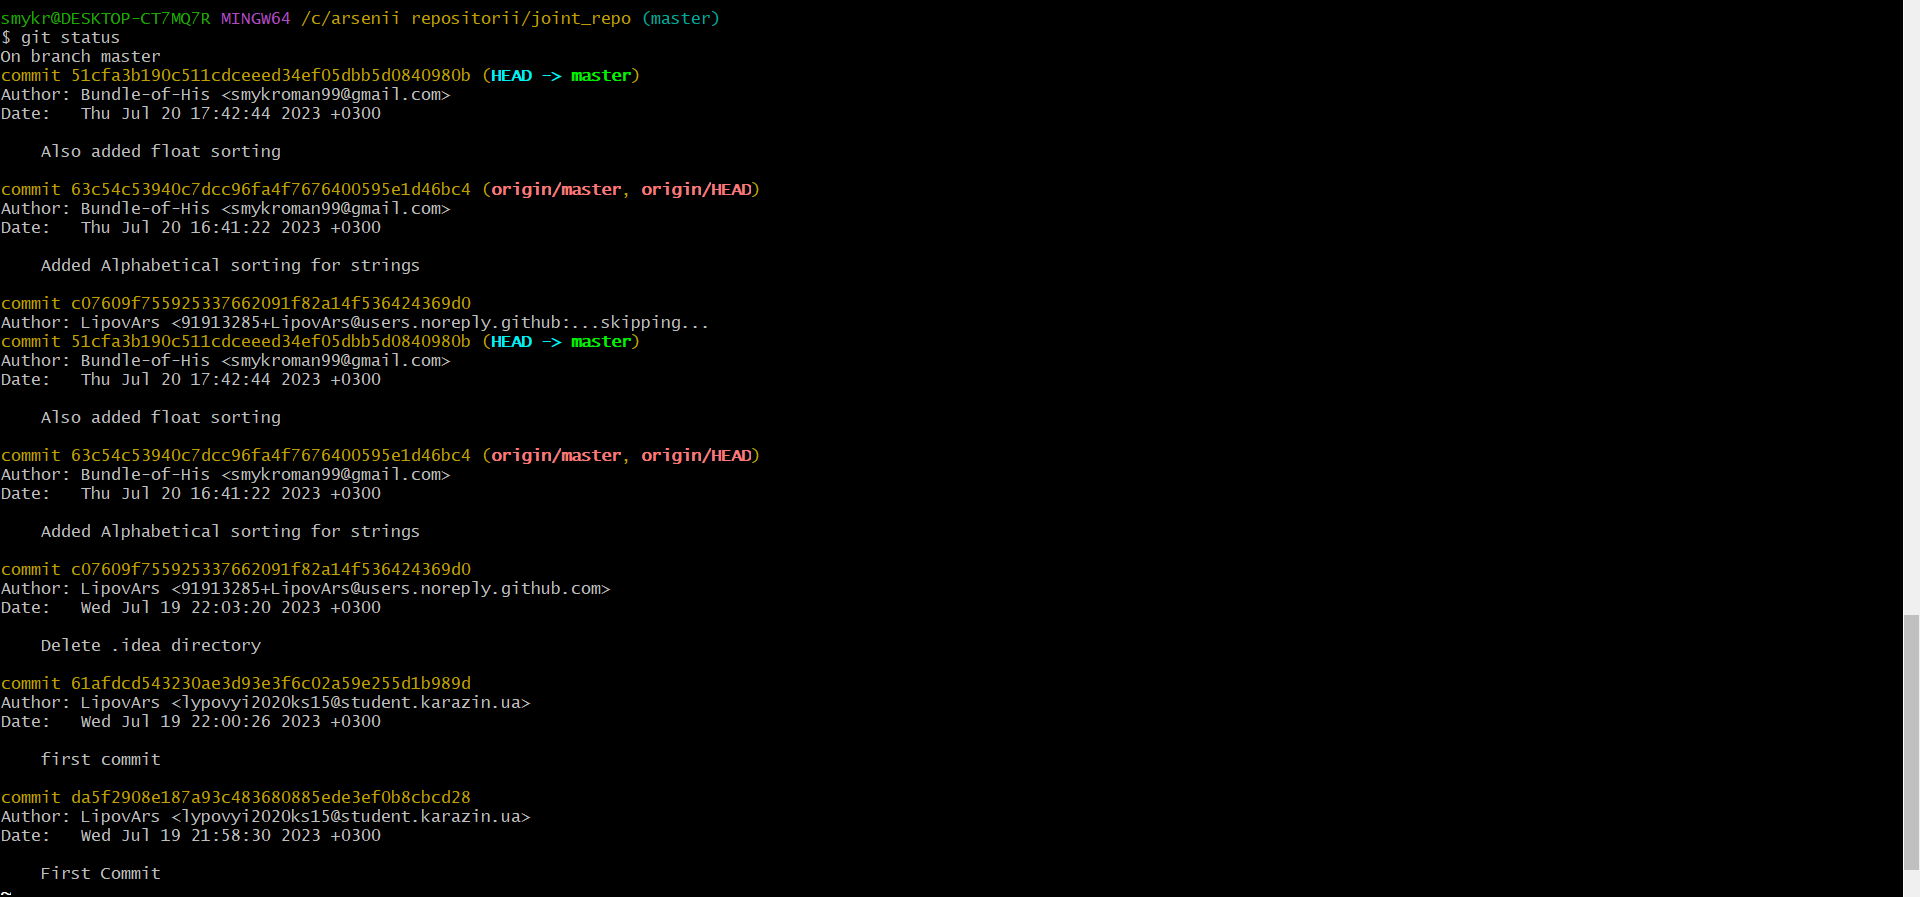 smykr@DESKTOP-CT7MQ7R MINGW64 /c/arsenii repositorii/joint_repo (master)
$ git status
On branch master
commit 51cfa3b190c511cdceeed34ef05dbb5d0840980b (HEAD -> master)
Author: Bundle-of-His <smykroman99@gmail.com>
Date:   Thu Jul 20 17:42:44 2023 +0300

    Also added float sorting

commit 63c54c53940c7dcc96fa4f7676400595e1d46bc4 (origin/master, origin/HEAD)
Author: Bundle-of-His <smykroman99@gmail.com>
Date:   Thu Jul 20 16:41:22 2023 +0300

    Added Alphabetical sorting for strings

commit c07609f755925337662091f82a14f536424369d0
Author: LipovArs <91913285+LipovArs@users.noreply.github:...skipping...
commit 51cfa3b190c511cdceeed34ef05dbb5d0840980b (HEAD -> master)
Author: Bundle-of-His <smykroman99@gmail.com>
Date:   Thu Jul 20 17:42:44 2023 +0300

    Also added float sorting

commit 63c54c53940c7dcc96fa4f7676400595e1d46bc4 (origin/master, origin/HEAD)
Author: Bundle-of-His <smykroman99@gmail.com>
Date:   Thu Jul 20 16:41:22 2023 +0300

    Added Alphabetical sorting for strings

commit c07609f755925337662091f82a14f536424369d0
Author: LipovArs <91913285+LipovArs@users.noreply.github.com>
Date:   Wed Jul 19 22:03:20 2023 +0300

    Delete .idea directory

commit 61afdcd543230ae3d93e3f6c02a59e255d1b989d
Author: LipovArs <lypovyi2020ks15@student.karazin.ua>
Date:   Wed Jul 19 22:00:26 2023 +0300

    first commit

commit da5f2908e187a93c483680885ede3ef0b8cbcd28
Author: LipovArs <lypovyi2020ks15@student.karazin.ua>
Date:   Wed Jul 19 21:58:30 2023 +0300

    First Commit
~